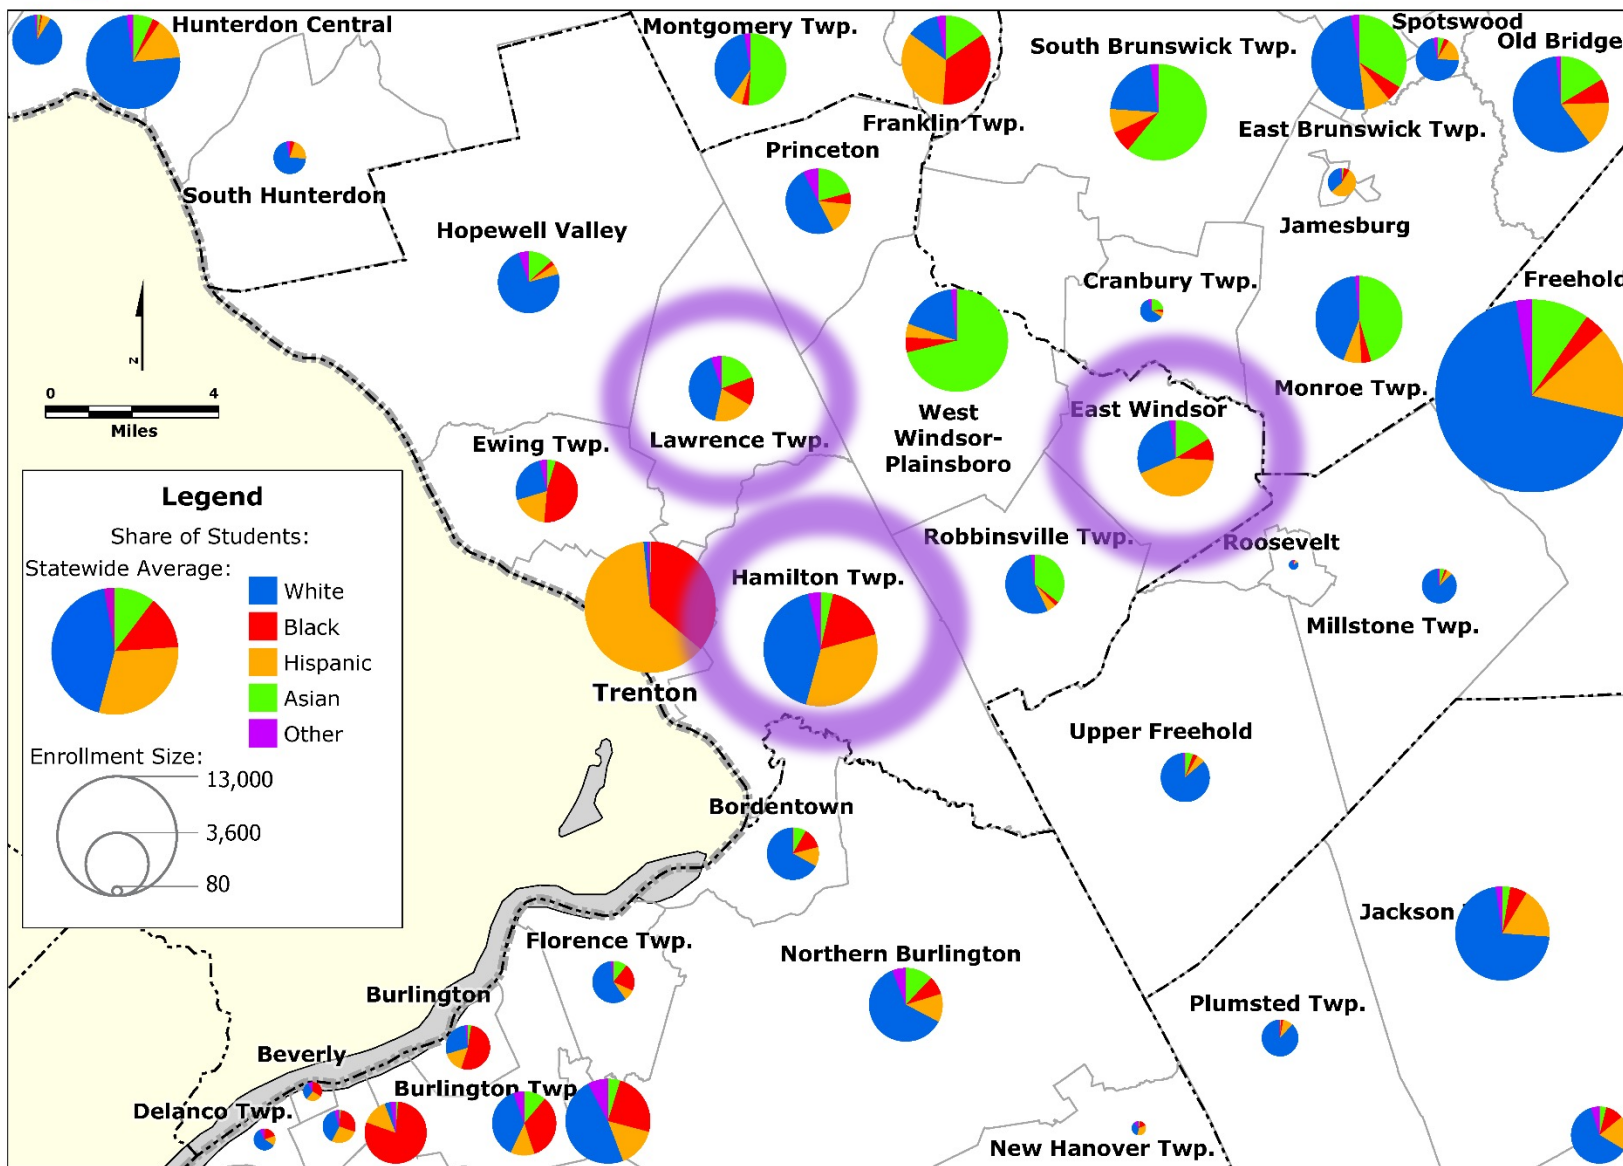 Hunterdon Central
Montgomery Twp.
South Brunswick Twp.
Spotswood
Old Bridge
Franklin Twp.
East Brunswick Twp.
Princeton
South Hunterdon
Jamesburg
Hopewell Valley
Cranbury Twp.
Freehold
Z
0 4
Miles
Monroe Twp.
East Windsor
West
Windsor-
Plainsboro
Lawrence Twp.
Ewing Twp.
Legend
Share of Students:
Statewide Average:
White
Black
Hispanic
Asian
Other
Enrollment Size:
13,000
3,600
80
Robbinsville Twp.
Roosevelt
Hamilton Twp.
Millstone Twp.
Trenton
Upper Freehold
Bordentown
Jackson
Florence Twp.
Northern Burlington
Burlington
Plumsted Twp.
Beverly
Burlington Twp
Delanco Twp.
New Hanover Twp.